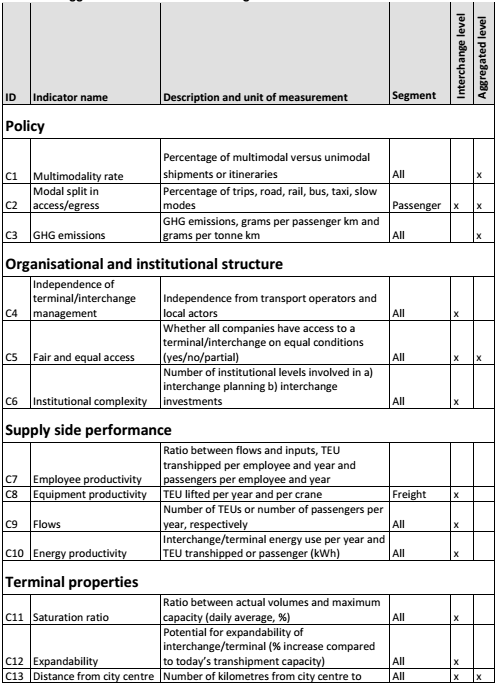 ID Indicator name Description and unit of measurement Segment Interchange level Aggregated level
Policy
C1 Multimodality rate Percentage of multimodal versus unimodal shipments or itineraries All x
C2 Modal split in access/egress Percentage of trips, road, rail, bus, taxi, slow modes Passenger x x
C3 GHG emissions GHG emissions, grams per passenger km and grams per tonne km All x
Organisational and institutional structure
C4 Independence of terminal/interchange management Independence from transport operators and local actors All x
C5 Fair and equal access Whether all companies have access to a terminal/interchange on equal conditions (yes/no/partial) All x x
C6 Institutional complexity Number of institutional levels involved in a) interchange planning b) interchange investments All x
Supply side performance
C7 Employee productivity Ratio between flows and inputs, TEU transhipped per employee and year and passengers per employee and year
C8 Equipment productivity TEU lifted per year and per crane Freight x
C9 Flows Number of TEUs or number of passengers per year, respectively All x
C10 Energy productivity Interchange/terminal energy use per year and TEU transhipped or passenger (kWh) All x
Terminal properties
C11 Saturation ratio Ratio between actual volumes and maximum capacity (daily average, %) All x
C12 Expandability Potential for expandability of interchange/terminal (% increase compared to today's transhipment capacity) All x
C13 Distance from city centre Number of kilometres from city centre to All x x